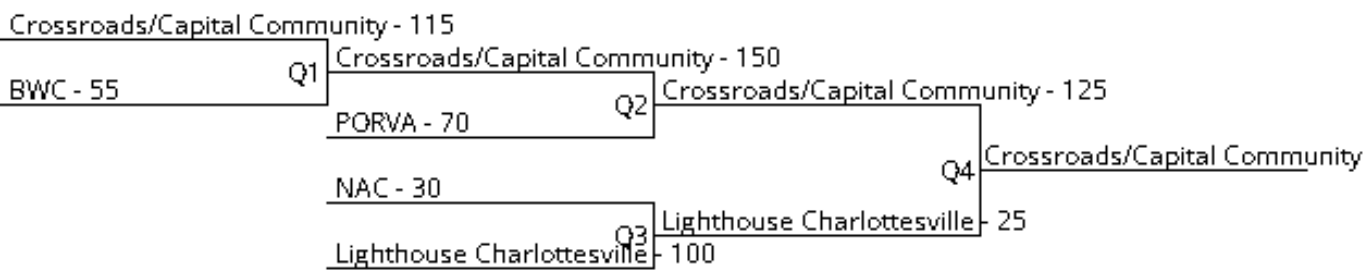 Crossroads/Capital Community - 115
Crossroads/Capital Community - 150
Q1
BWC - 55
Crossroads/Capital Community - 125
Q2
PORVA - 70
Crossroads/Capital Community
Q4
NAC - 30
Lighthouse Charlottesville - 25
Q3
Lighthouse Charlottesville - 100